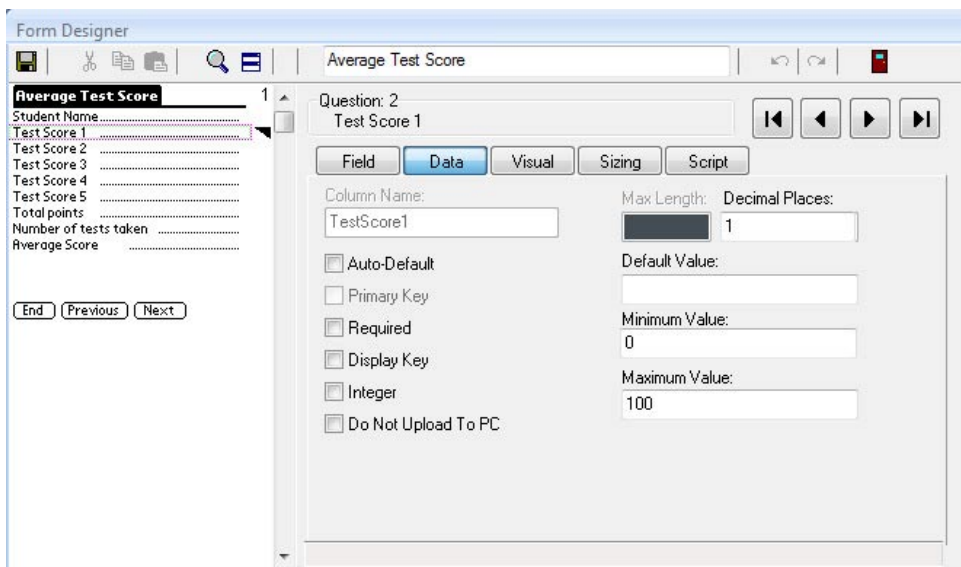 Form Designer
Average Test Score
Average Test Score 1
Student Name
Test Score 1
Test Score 2
Test Score 3
Test Score 4
Test Score 5
Total points
Number of tests taken
Average Score
End Previous Next
Question: 2
Test Score 1
Field Data Visual Sizing Script
Column Name:
TestScore1
Auto-Default
Primary Key
Required
Display Key
Integer
Do Not Upload To PC
Max Length: Decimal Places:
1
Default Value:
Minimum Value:
0
Maximum Value:
100